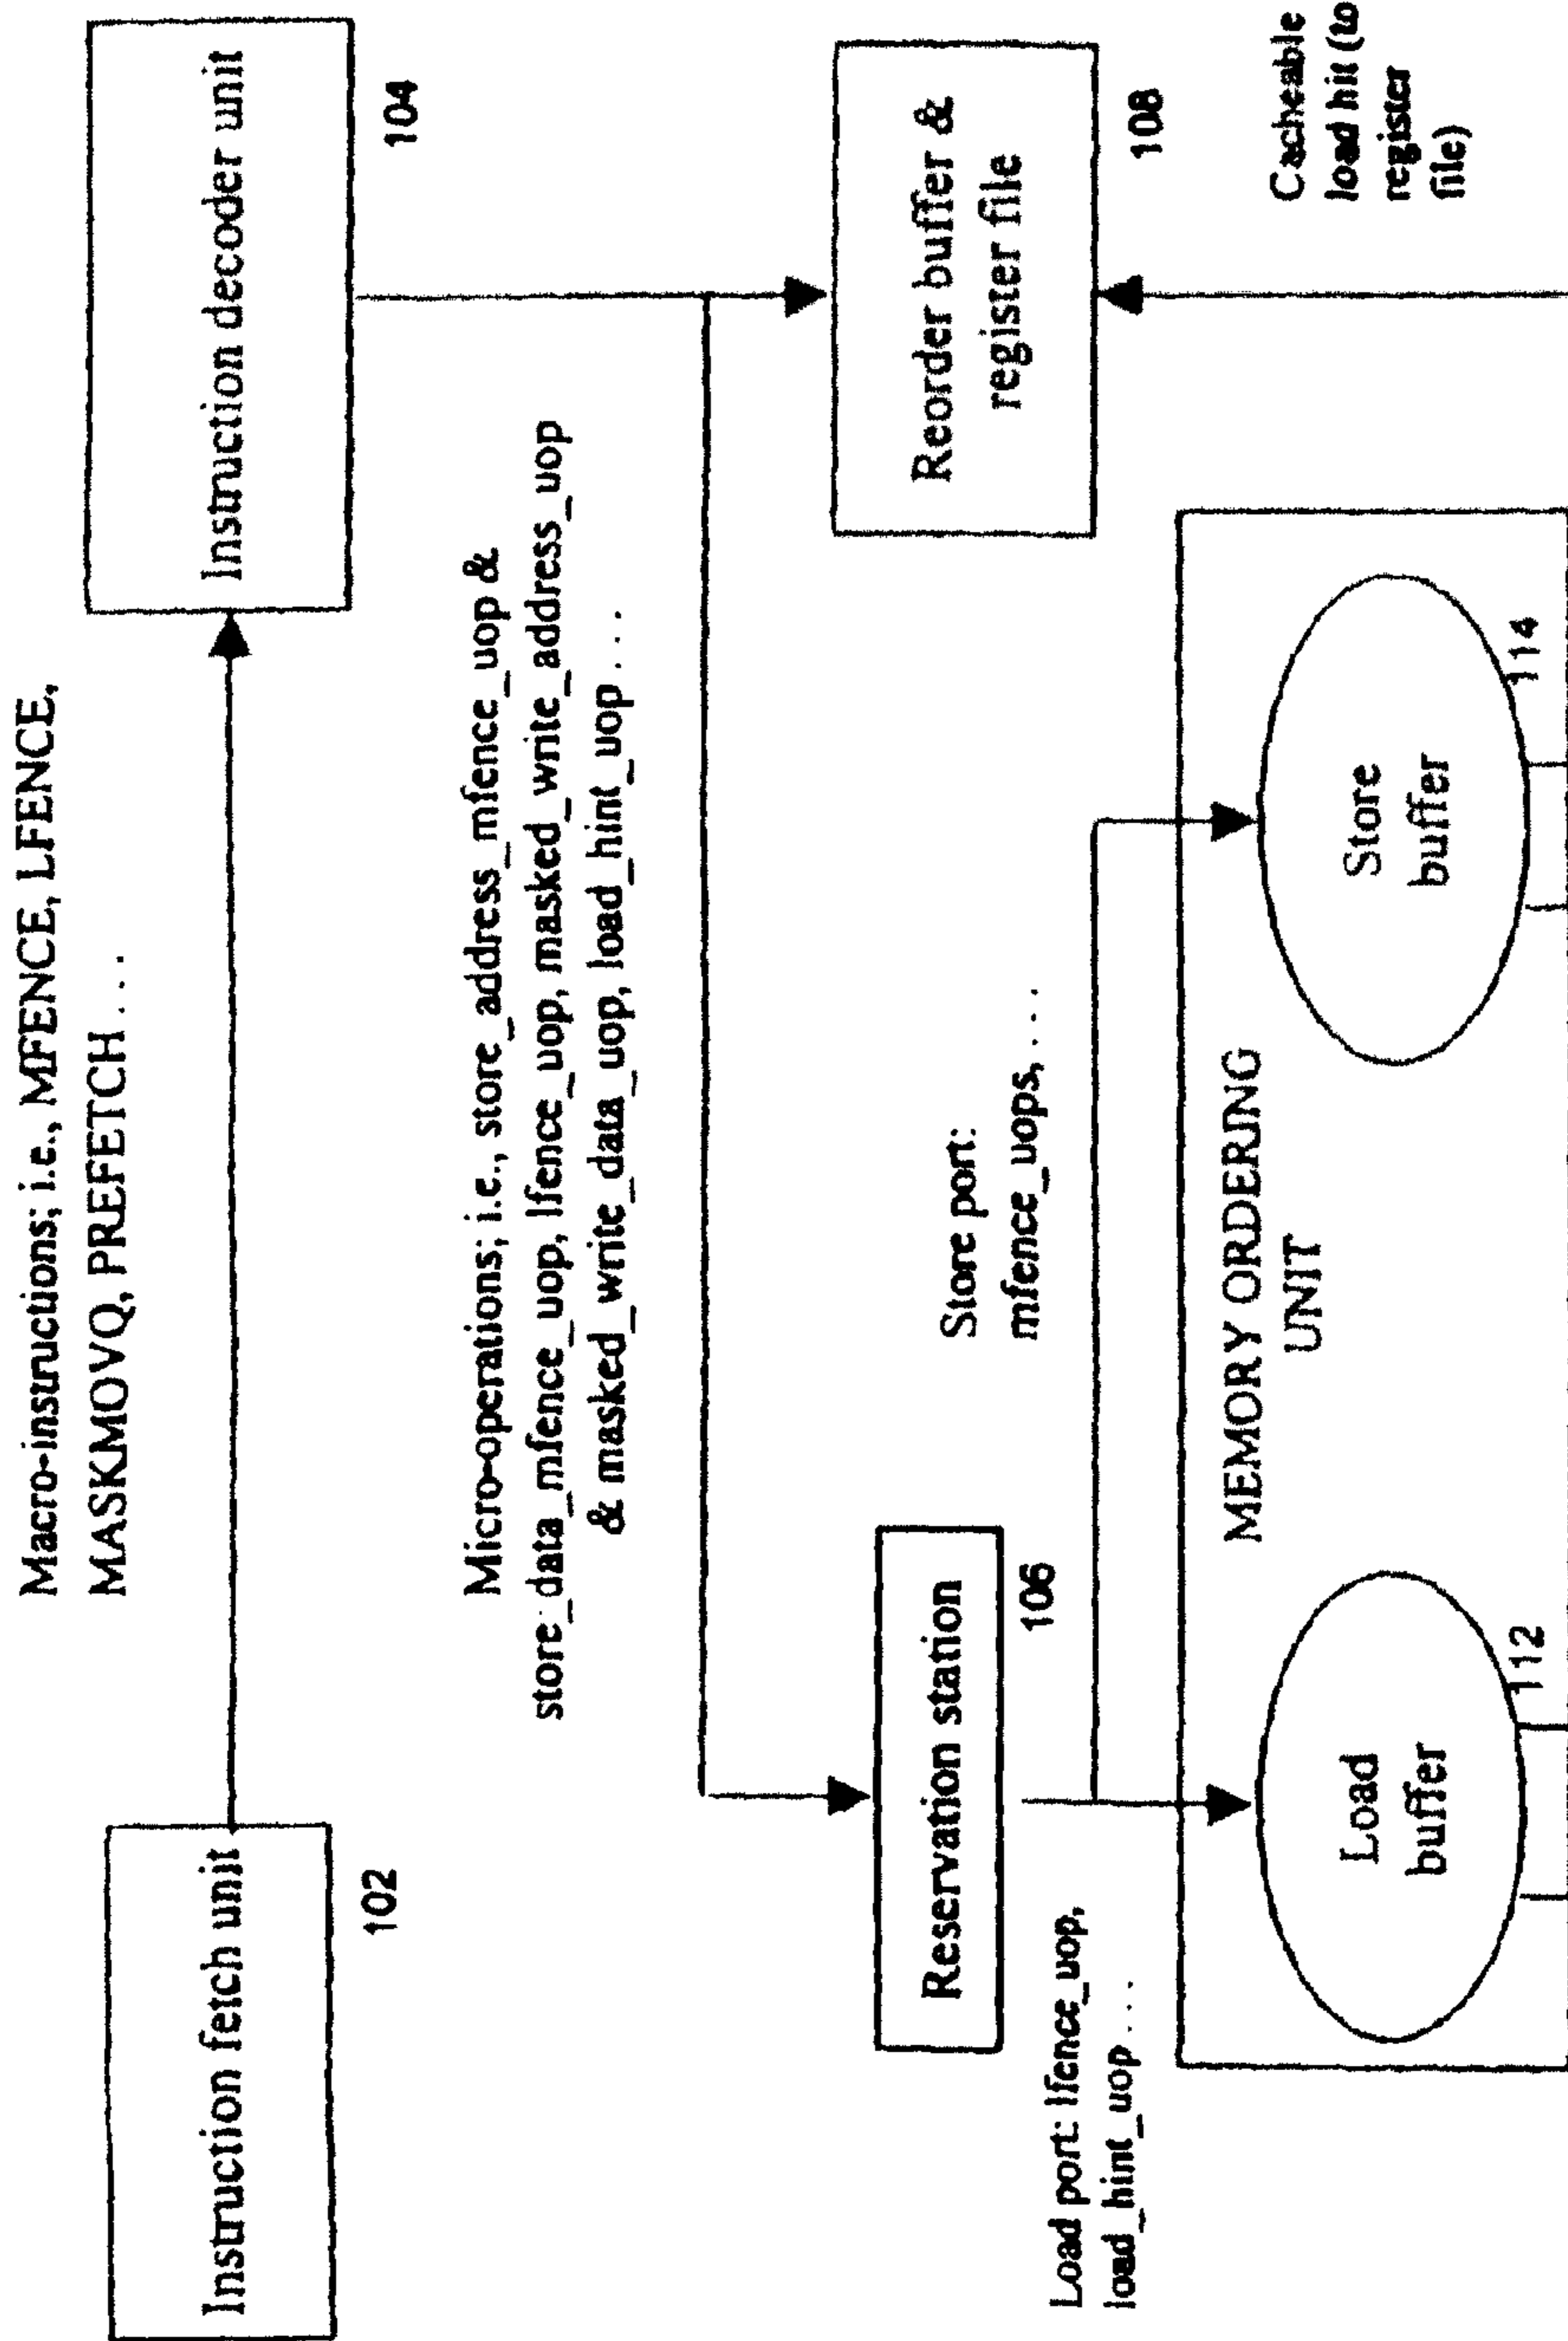 Macro-instructions; i.e., MFENCE, LFENCE,
MASKMOVQ, PREFETCH . . .
Instruction fetch unit
102
Instruction decoder unit
104
Micro-operations; i.e., store_address_mfence_uop &
store_data_mfence_uop, lfence_uop, masked_write_address_uop
& masked_write_data_uop, load_hint_uop . . .
Reservation station
106
Reorder buffer &
register file
108
Load port: lfence_uop,
load_hint_uop . . .
Store port:
mfence_uops, . . .
Cacheable
load hit (to
register
file)
MEMORY ORDERING
UNIT
Load
buffer
112
Store
buffer
114